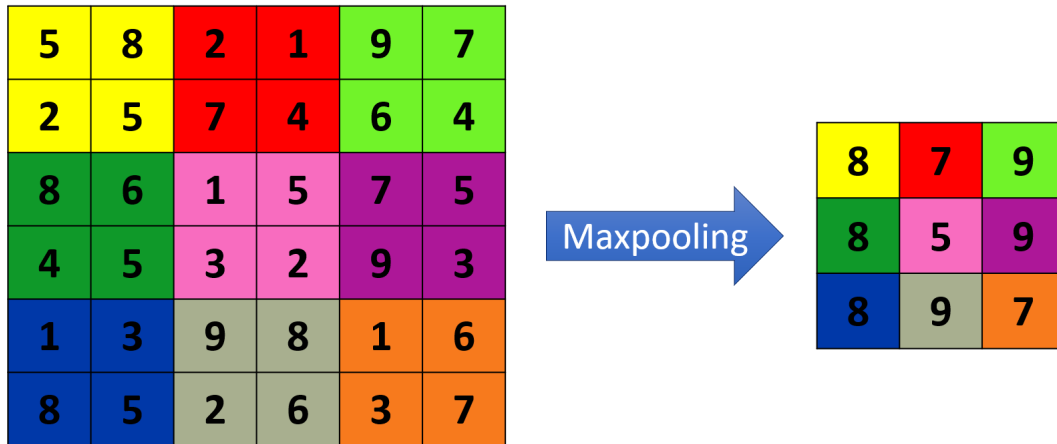 5 8 2 1 9 7
2 5 7 4 6 4
8 6 1 5 7 5
4 5 3 2 9 3
1 3 9 8 1 6
8 5 2 6 3 7
Maxpooling
8 7 9
8 5 9
8 9 7